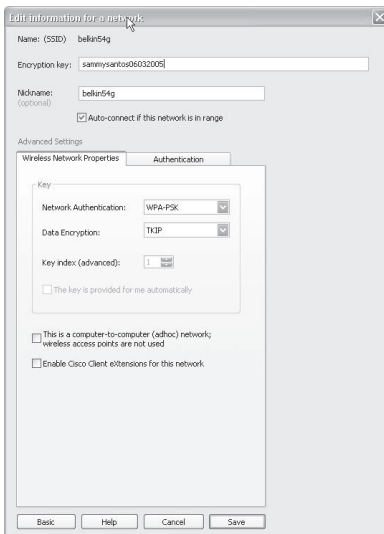 Edit information for a network
Name: (SSID) belkin54g
Encryption key: sammysantos06032005
Nickname: belkin54g
(optional)
Auto-connect if this network is in range
Advanced Settings
Wireless Network Properties Authentication
Key
Network Authentication: WPA-PSK
Data Encryption: TKIP
Key index (advanced): 1
The key is provided for me automatically
This is a computer-to-computer (adhoc) network;
wireless access points are not used
Enable Cisco Client eXtensions for this network
Basic Help Cancel Save